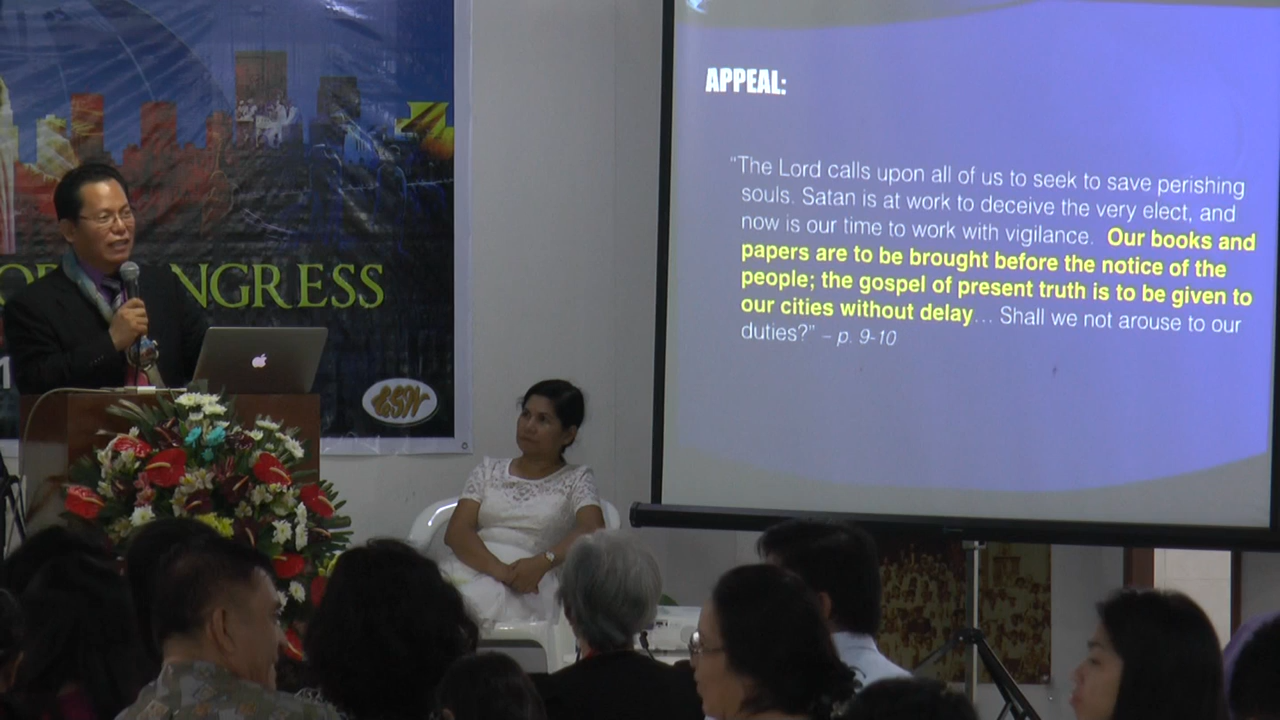 APPEAL:
“The Lord calls upon all of us to seek to save perishing
souls. Satan is at work to deceive the very elect, and
now is our time to work with vigilance. Our books and
papers are to be brought before the notice of the
people; the gospel of present truth is to be given to
our cities without delay… Shall we not arouse to our
duties?” – p. 9-10
NGRESS